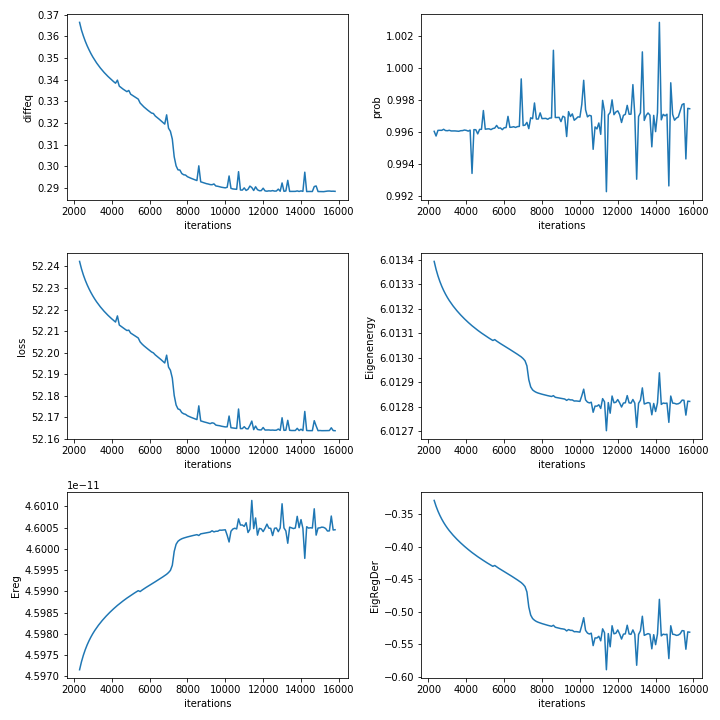 0.37
0.36
0.35
0.34
0.33
0.32
0.31
0.30
0.29
diffeq
2000 4000 6000 8000 10000 12000 14000 16000
iterations
1.002
1.000
0.998
0.996
0.994
0.992
prob
2000 4000 6000 8000 10000 12000 14000 16000
iterations
52.24
52.23
52.22
52.21
52.20
52.19
52.18
52.17
52.16
loss
2000 4000 6000 8000 10000 12000 14000 16000
iterations
6.0134
6.0133
6.0132
6.0131
6.0130
6.0129
6.0128
6.0127
Eigenenergy
2000 4000 6000 8000 10000 12000 14000 16000
iterations
1e−11
4.6010
4.6005
4.6000
4.5995
4.5990
4.5985
4.5980
4.5975
4.5970
Ereg
2000 4000 6000 8000 10000 12000 14000 16000
iterations
−0.35
−0.40
−0.45
−0.50
−0.55
−0.60
EigRegDer
2000 4000 6000 8000 10000 12000 14000 16000
iterations